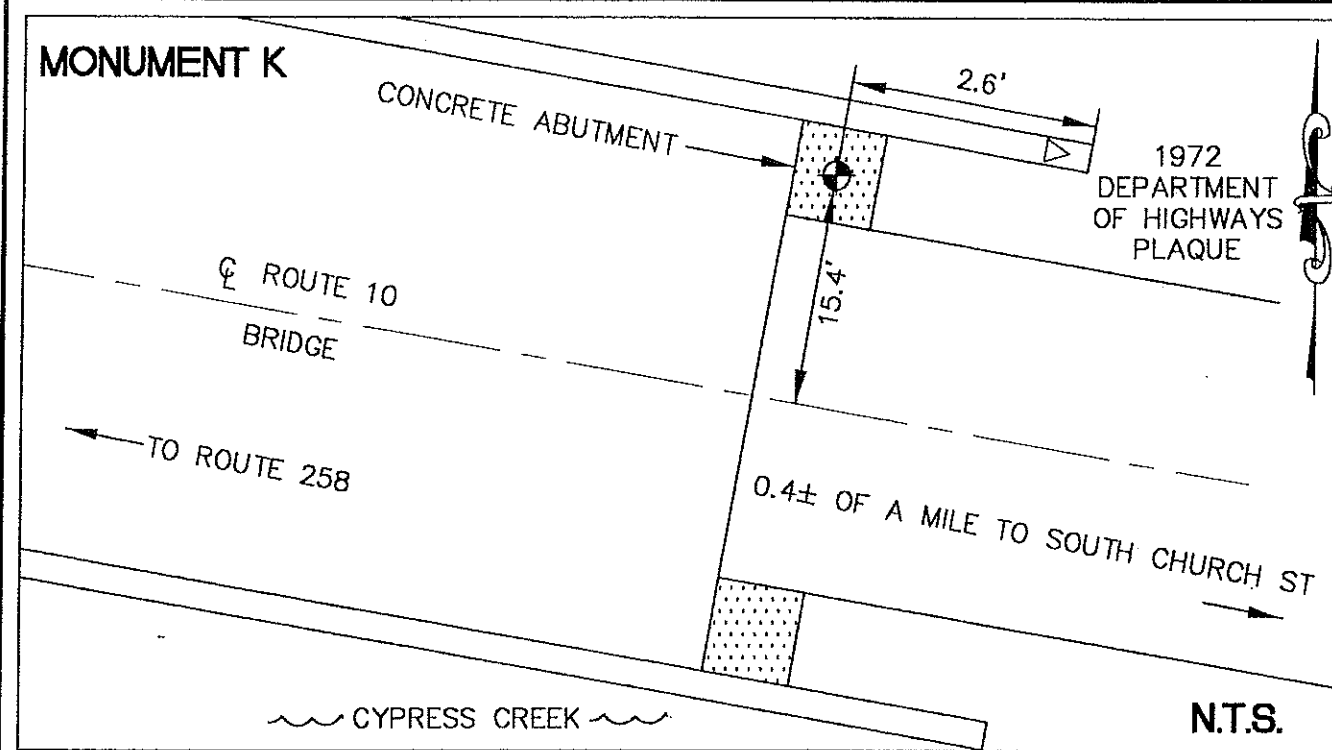 MONUMENT K
CONCRETE ABUTMENT
2.6'
1972
DEPARTMENT
OF HIGHWAYS
PLAQUE
15.4'
℄ ROUTE 10
BRIDGE
TO ROUTE 258
0.4± OF A MILE TO SOUTH CHURCH ST
CYPRESS CREEK
N.T.S.